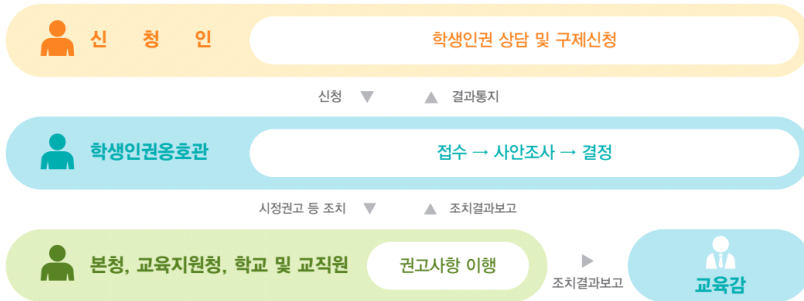 신 청 인
학생인권 상담 및 구제신청
신청 ▼ ▲ 결과통지
학생인권옹호관
접수 → 사안조사 → 결정
시정권고 등 조치 ▼ ▲ 조치결과보고
본청, 교육지원청, 학교 및 교직원
권고사항 이행
▶
조치결과보고
교육감